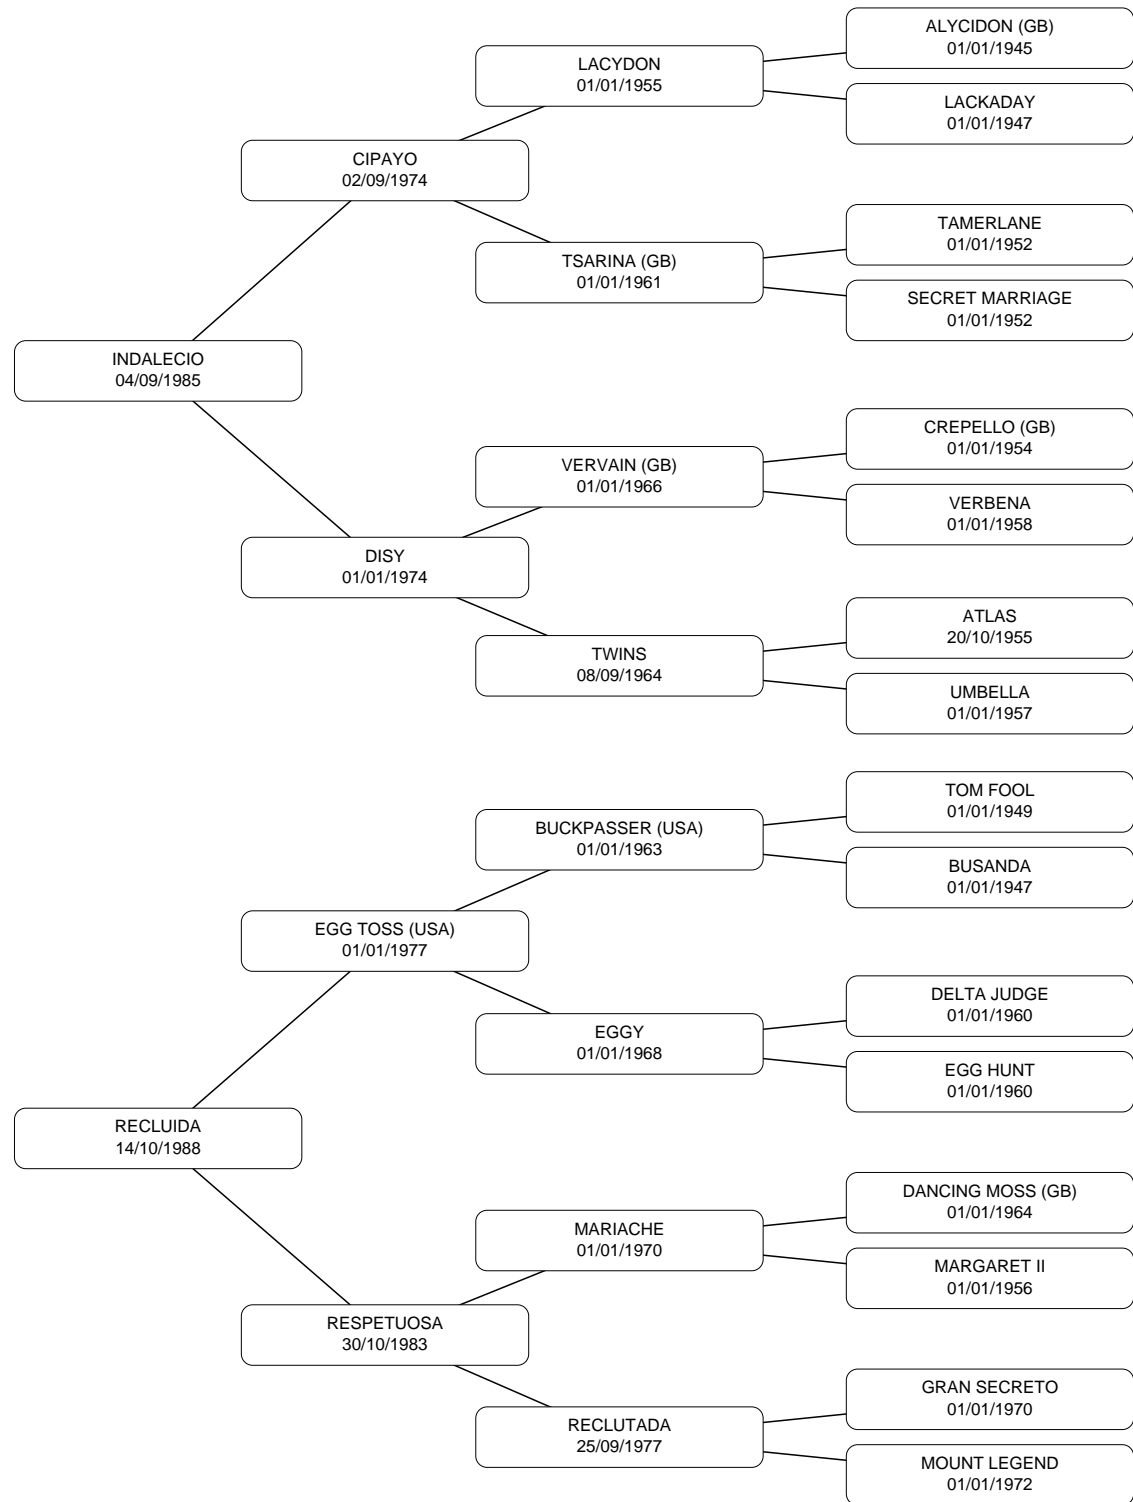 ALYCIDON (GB)
01/01/1945
LACYDON
01/01/1955
LACKADAY
01/01/1947
CIPAYO
02/09/1974
TAMERLANE
01/01/1952
TSARINA (GB)
01/01/1961
SECRET MARRIAGE
01/01/1952
INDALECIO
04/09/1985
CREPELLO (GB)
01/01/1954
VERVAIN (GB)
01/01/1966
VERBENA
01/01/1958
DISY
01/01/1974
ATLAS
20/10/1955
TWINS
08/09/1964
UMBELLA
01/01/1957
TOM FOOL
01/01/1949
BUCKPASSER (USA)
01/01/1963
BUSANDA
01/01/1947
EGG TOSS (USA)
01/01/1977
DELTA JUDGE
01/01/1960
EGGY
01/01/1968
EGG HUNT
01/01/1960
RECLUIDA
14/10/1988
DANCING MOSS (GB)
01/01/1964
MARIACHE
01/01/1970
MARGARET II
01/01/1956
RESPETUOSA
30/10/1983
GRAN SECRETO
01/01/1970
RECLUTADA
25/09/1977
MOUNT LEGEND
01/01/1972